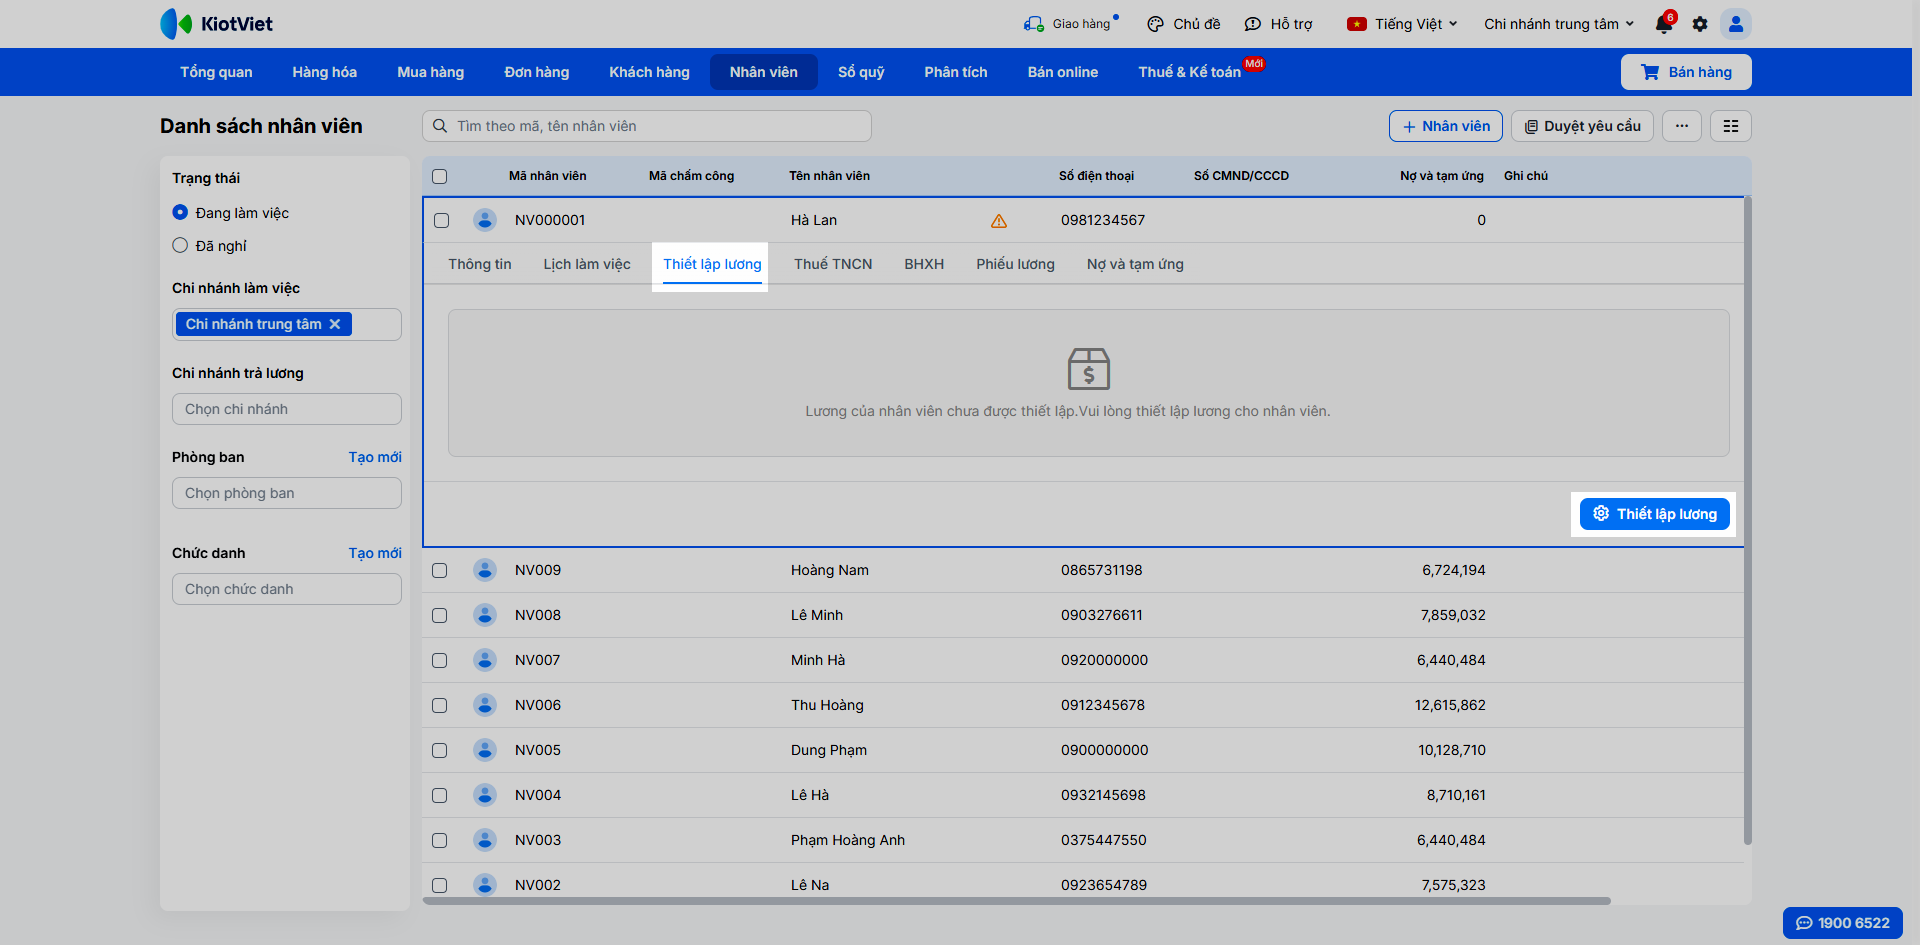 KiotViet
Giao hàng
Chủ đề
Hỗ trợ
Tiếng Việt
Chi nhánh trung tâm
6
Tổng quan
Hàng hóa
Mua hàng
Đơn hàng
Khách hàng
Nhân viên
Sổ quỹ
Phân tích
Bán online
Thuế & Kế toán
Mới
Bán hàng
Danh sách nhân viên
Tìm theo mã, tên nhân viên
+ Nhân viên
Duyệt yêu cầu
...
Trạng thái
Đang làm việc
Đã nghỉ
Chi nhánh làm việc
Chi nhánh trung tâm ✕
Chi nhánh trả lương
Chọn chi nhánh
Phòng ban Tạo mới
Chọn phòng ban
Chức danh Tạo mới
Chọn chức danh
Mã nhân viên Mã chấm công Tên nhân viên Số điện thoại Số CMND/CCCD Nợ và tạm ứng Ghi chú
NV000001 Hà Lan 0981234567 0
Thông tin Lịch làm việc Thiết lập lương Thuế TNCN BHXH Phiếu lương Nợ và tạm ứng
$
Lương của nhân viên chưa được thiết lập.Vui lòng thiết lập lương cho nhân viên.
Thiết lập lương
NV009 Hoàng Nam 0865731198 6,724,194
NV008 Lê Minh 0903276611 7,859,032
NV007 Minh Hà 0920000000 6,440,484
NV006 Thu Hoàng 0912345678 12,615,862
NV005 Dung Phạm 0900000000 10,128,710
NV004 Lê Hà 0932145698 8,710,161
NV003 Phạm Hoàng Anh 0375447550 6,440,484
NV002 Lê Na 0923654789 7,575,323
1900 6522